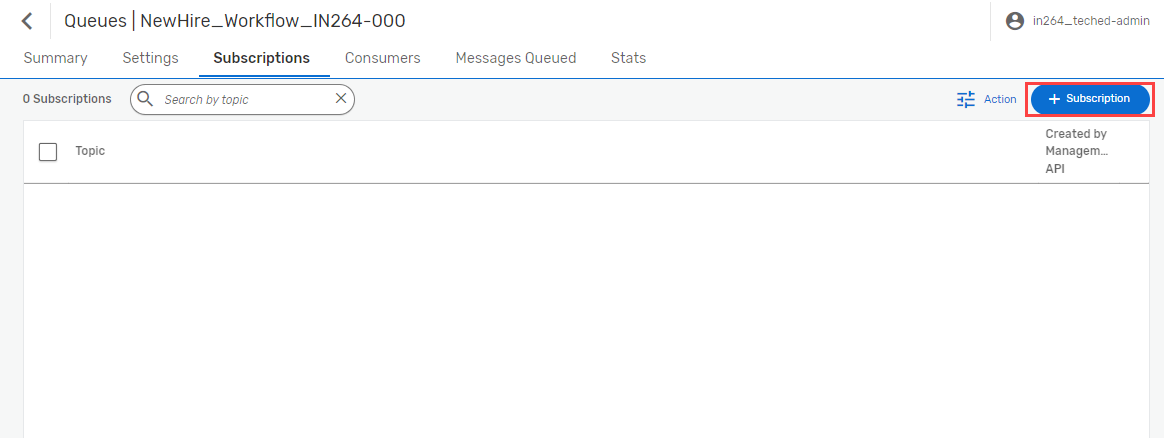 Queues | NewHire_Workflow_IN264-000
in264_teched-admin
Summary Settings Subscriptions Consumers Messages Queued Stats
0 Subscriptions Search by topic Action + Subscription
Topic
Created by
Managem...
API